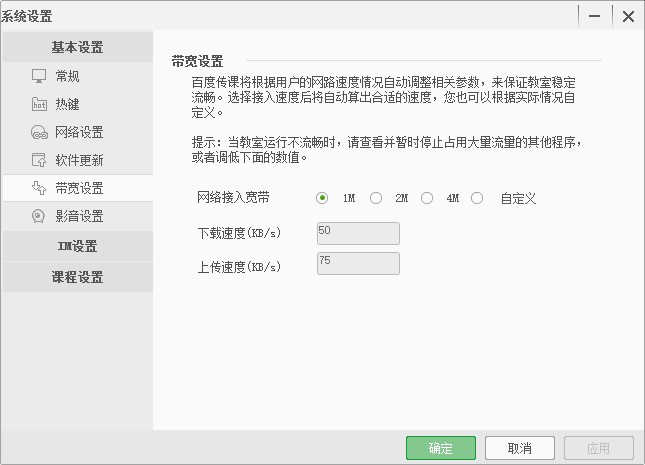 系统设置
基本设置
常规
hot
热键
网络设置
软件更新
带宽设置
影音设置
IM设置
课程设置
带宽设置
百度传课将根据用户的网路速度情况自动调整相关参数，来保证教室稳定
流畅。选择接入速度后将自动算出合适的速度，您也可以根据实际情况自
定义。
提示：当教室运行不流畅时，请查看并暂时停止占用大量流量的其他程序，
或者调低下面的数值。
网络接入宽带 1M 2M 4M 自定义
下载速度(KB/s) 50
上传速度(KB/s) 75
确定 取消 应用